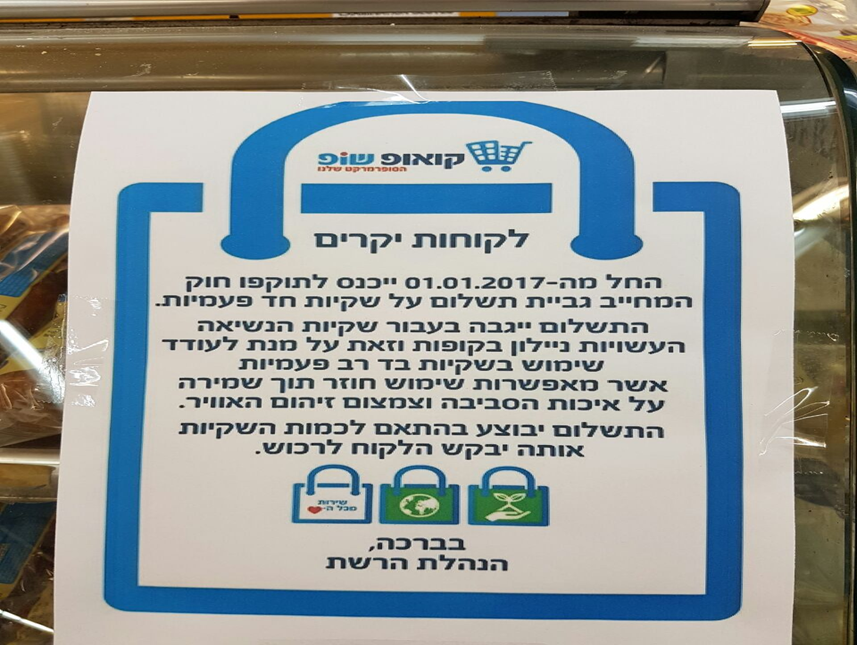 קואופ שופ
הסופרמרקט שלנו
לקוחות יקרים
החל מה-01.01.2017 ייכנס לתוקפו חוק
המחייב גביית תשלום על שקיות חד פעמיות.
התשלום ייגבה בעבור שקיות הנשיאה
העשויות ניילון בקופות וזאת על מנת לעודד
שימוש בשקיות בד רב פעמיות
אשר מאפשרות שימוש חוזר תוך שמירה
על איכות הסביבה וצמצום זיהום האוויר.
התשלום יבוצע בהתאם לכמות השקיות
אותה יבקש הלקוח לרכוש.
שירות
מכל ה-
בברכה,
הנהלת הרשת